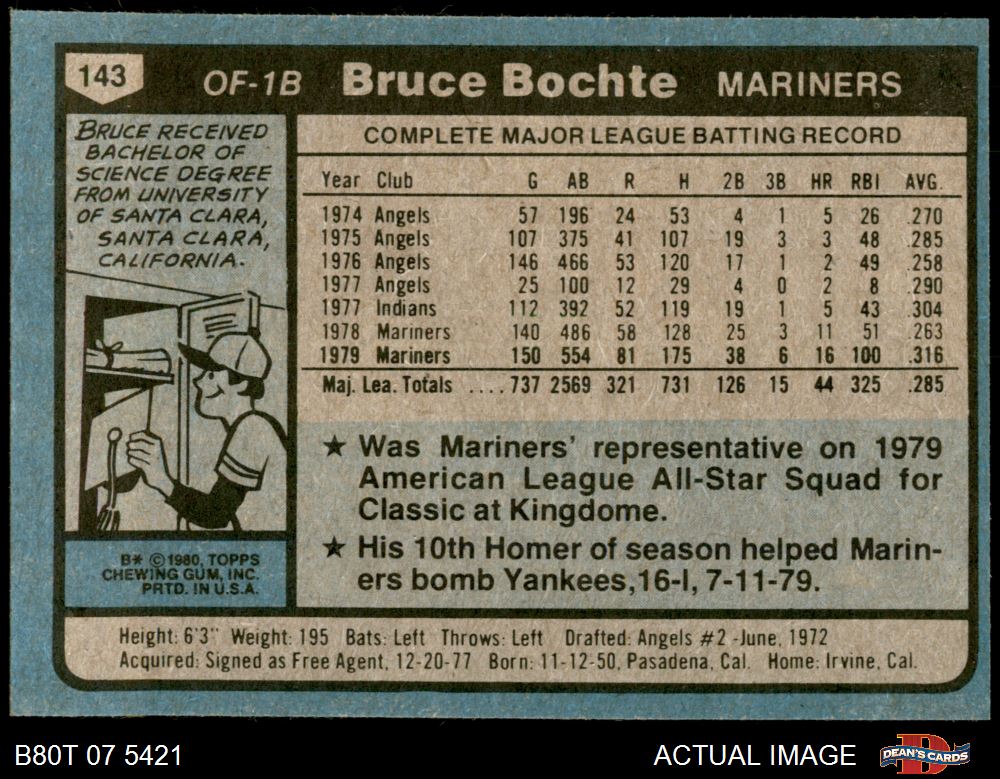 143 OF-1B Bruce Bochte MARINERS
BRUCE RECEIVED
BACHELOR OF
SCIENCE DEGREE
FROM UNIVERSITY
OF SANTA CLARA,
SANTA CLARA,
CALIFORNIA.
B* ©1980, TOPPS
CHEWING GUM, INC.
PRTD. IN U.S.A.
COMPLETE MAJOR LEAGUE BATTING RECORD
Year Club G AB R H 2B 3B HR RBI AVG.
1974 Angels 57 196 24 53 4 1 5 26 .270
1975 Angels 107 375 41 107 19 3 3 48 .285
1976 Angels 146 466 53 120 17 1 2 49 .258
1977 Angels 25 100 12 29 4 0 2 8 .290
1977 Indians 112 392 52 119 19 1 5 43 .304
1978 Mariners 140 486 58 128 25 3 11 51 .263
1979 Mariners 150 554 81 175 38 6 16 100 .316
Maj. Lea. Totals ....737 2569 321 731 126 15 44 325 .285
★ Was Mariners' representative on 1979
American League All-Star Squad for
Classic at Kingdome.
★ His 10th Homer of season helped Marin-
ers bomb Yankees,16-I, 7-11-79.
Height: 6'3" Weight: 195 Bats: Left Throws: Left Drafted: Angels #2 -June, 1972
Acquired: Signed as Free Agent, 12-20-77 Born: 11-12-50, Pasadena, Cal. Home: Irvine, Cal.
B80T 07 5421 ACTUAL IMAGE DEAN'S CARDS